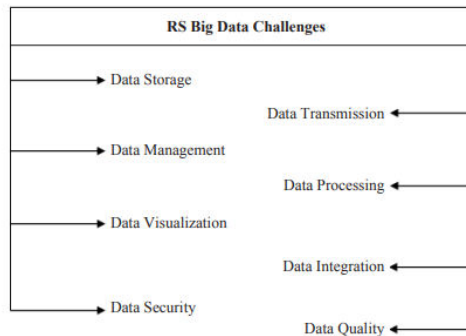 RS Big Data Challenges
Data Storage
Data Transmission
Data Management
Data Processing
Data Visualization
Data Integration
Data Security
Data Quality